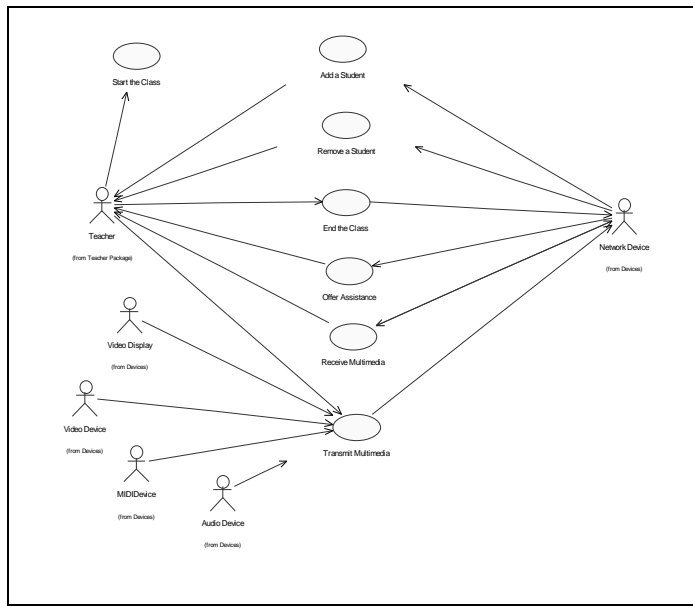 Start the Class
Add a Student
Remove a Student
End the Class
Teacher
(from Teacher Package)
Network Device
(from Devices)
Offer Assistance
Video Display
(from Devices)
Receive Multimedia
Video Device
(from Devices)
Transmit Multimedia
MIDIDevice
(from Devices)
Audio Device
(from Devices)